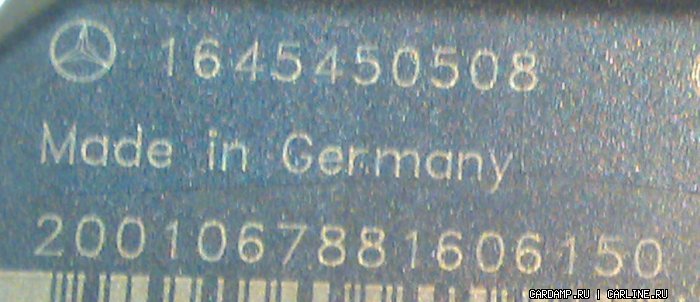 1645450508
Made in Germany
2001067881606150
CARDAMP.RU | CARLINE.RU